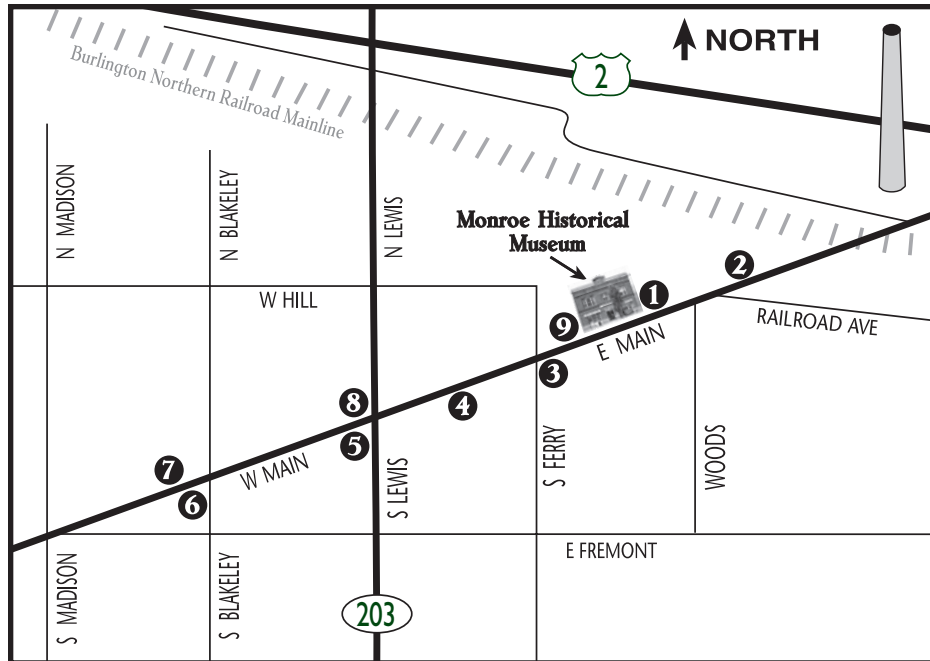 NORTH
2
Burlington Northern Railroad Mainline
N MADISON
N BLAKELEY
N LEWIS
Monroe Historical
Museum
2
1
W HILL
RAILROAD AVE
9
E MAIN
3
8
4
5
S FERRY
WOODS
7
W MAIN
6
S LEWIS
E FREMONT
S MADISON
S BLAKELEY
203